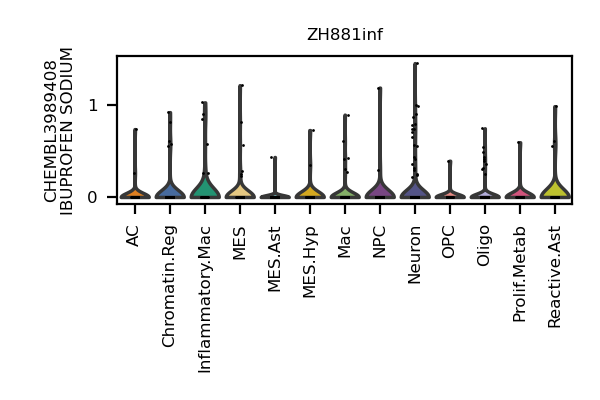 ZH881inf
CHEMBL3989408
IBUPROFEN SODIUM
1
0
AC
Chromatin.Reg
Inflammatory.Mac
MES
MES.Ast
MES.Hyp
Mac
NPC
Neuron
OPC
Oligo
Prolif.Metab
Reactive.Ast